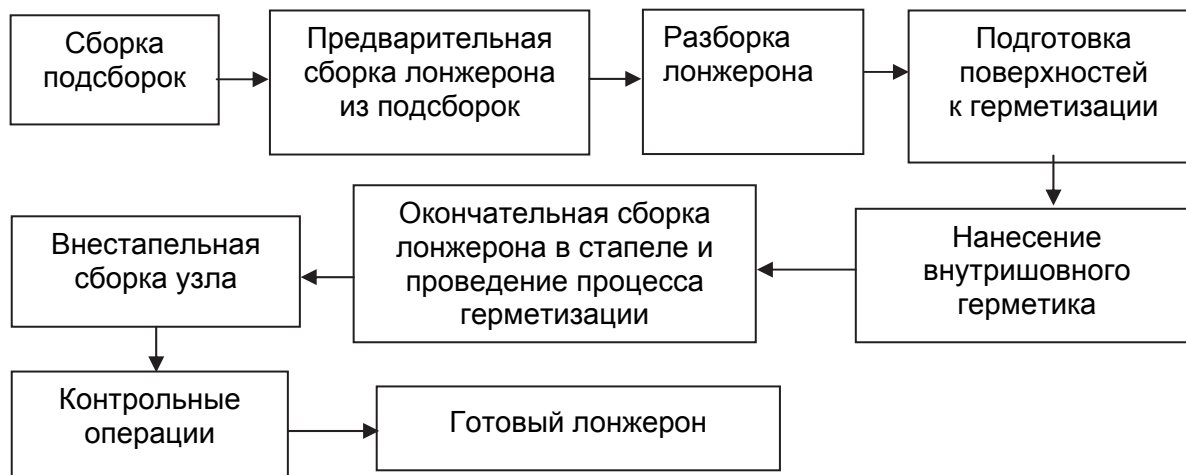 Сборка
подсборок
Предварительная
сборка лонжерона
из подсборок
Разборка
лонжерона
Подготовка
поверхностей
к герметизации
Нанесение
внутришовного
герметика
Окончательная сборка
лонжерона в стапеле и
проведение процесса
герметизации
Внестапельная
сборка узла
Контрольные
операции
Готовый лонжерон